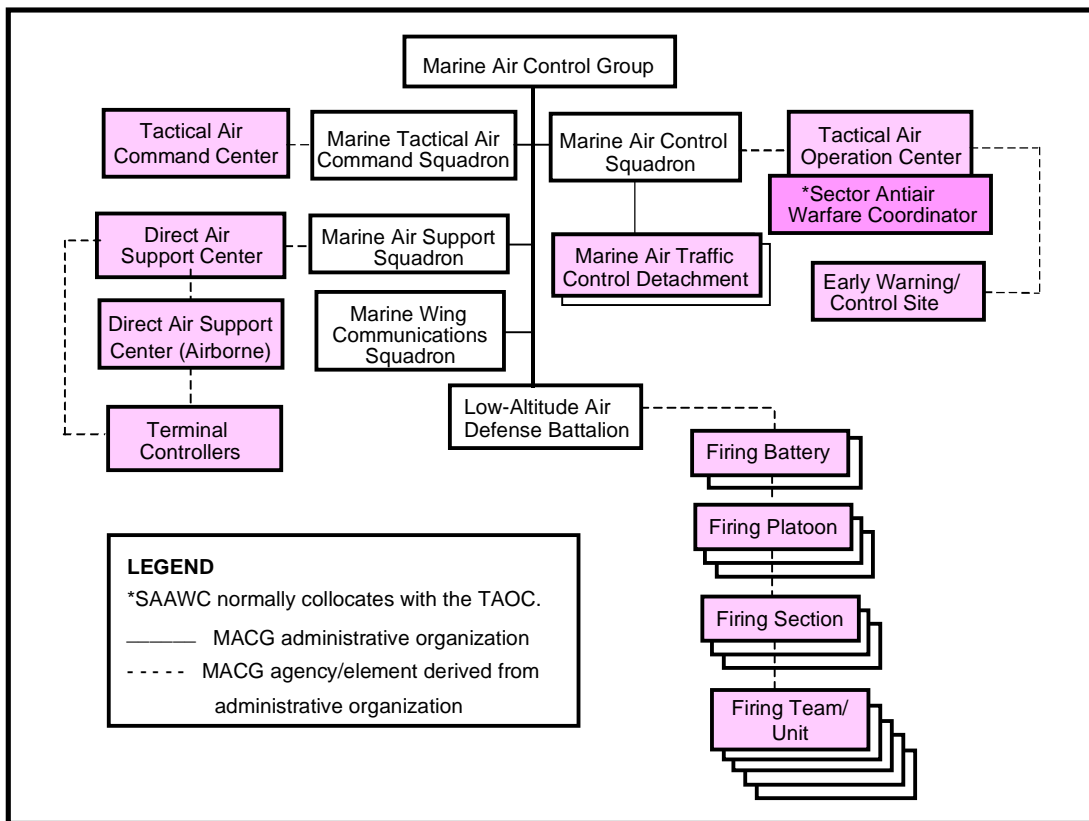 Marine Air Control Group
Tactical Air
Command Center
Marine Tactical Air
Command Squadron
Marine Air Control
Squadron
Tactical Air
Operation Center
*Sector Antiair
Warfare Coordinator
Direct Air
Support Center
Marine Air Support
Squadron
Marine Air Traffic
Control Detachment
Early Warning/
Control Site
Direct Air Support
Center (Airborne)
Marine Wing
Communications
Squadron
Terminal
Controllers
Low-Altitude Air
Defense Battalion
Firing Battery
Firing Platoon
Firing Section
Firing Team/
Unit
LEGEND
*SAAWC normally collocates with the TAOC.
MACG administrative organization
MACG agency/element derived from
administrative organization